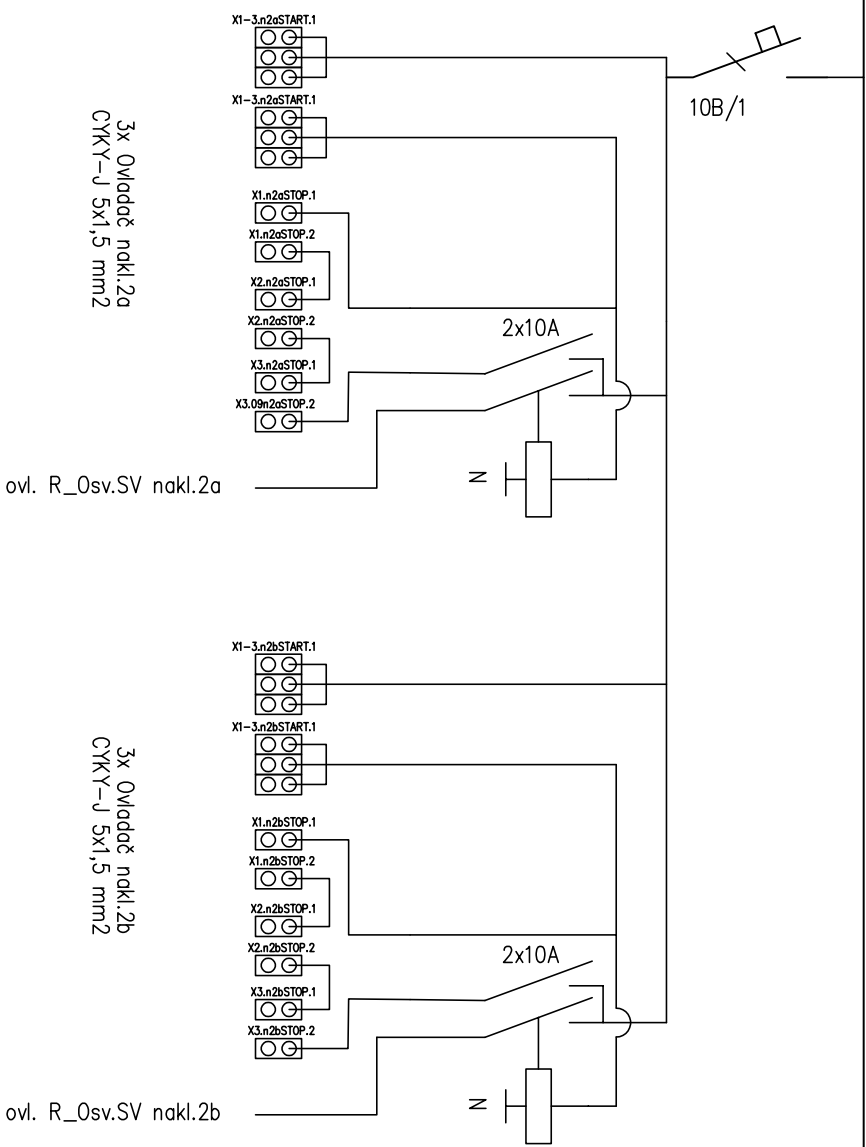 X1-3.n2aSTART.1
10B/1
X1-3.n2aSTART.1
3x Ovladač nakl.2a
CYKY-J 5x1,5 mm2
X1.n2aSTOP.1
X1.n2aSTOP.2
X2.n2aSTOP.1
X2.n2aSTOP.2
2x10A
X3.n2aSTOP.1
X3.09n2aSTOP.2
N
ovl. R_Osv.SV nakl.2a
X1-3.n2bSTART.1
X1-3.n2bSTART.1
3x Ovladač nakl.2b
CYKY-J 5x1,5 mm2
X1.n2bSTOP.1
X1.n2bSTOP.2
X2.n2bSTOP.1
X2.n2bSTOP.2
2x10A
X3.n2bSTOP.1
X3.n2bSTOP.2
N
ovl. R_Osv.SV nakl.2b